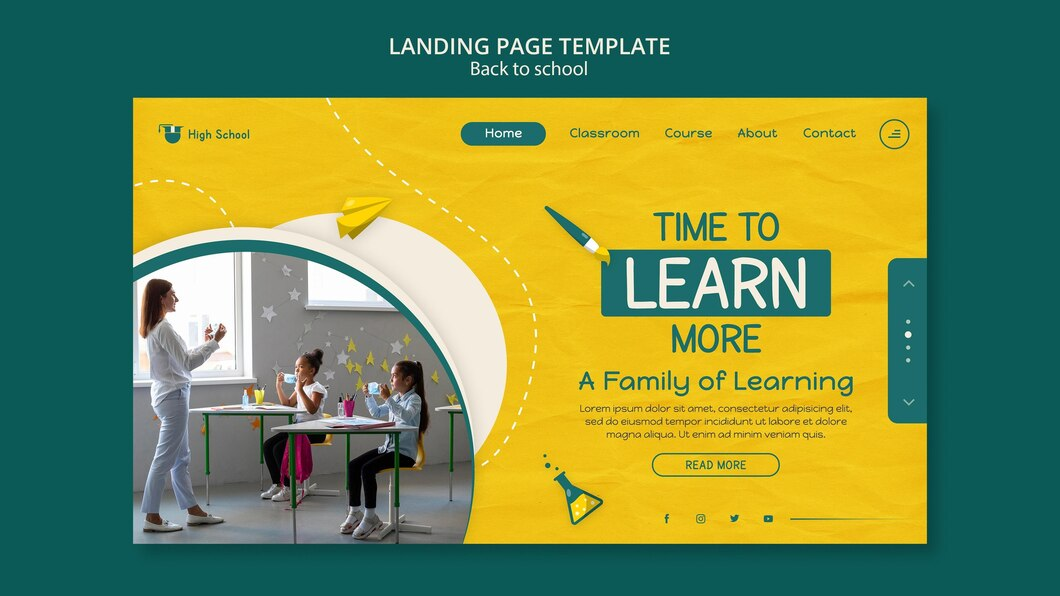 LANDING PAGE TEMPLATE
Back to school
High School
Home
Classroom
Course
About
Contact
TIME TO
LEARN
MORE
A Family of Learning
Lorem ipsum dolor sit amet, consectetur adipiscing elit,
sed do eiusmod tempor incididunt ut labore et dolore
magna aliqua. Ut enim ad minim veniam quis.
READ MORE